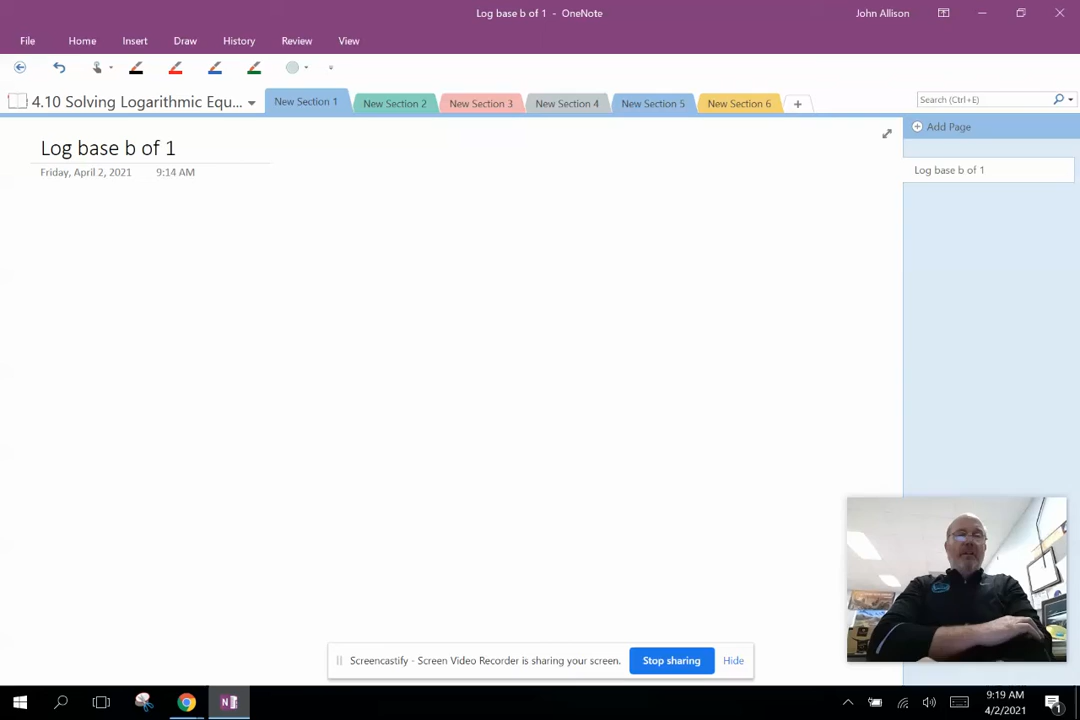 Log base b of 1 - OneNote
John Allison
File Home Insert Draw History Review View
4.10 Solving Logarithmic Equ...
New Section 1
New Section 2
New Section 3
New Section 4
New Section 5
New Section 6
Search (Ctrl+E)
Add Page
Log base b of 1
Friday, April 2, 2021 9:14 AM
Log base b of 1
Screencastify - Screen Video Recorder is sharing your screen.
Stop sharing
Hide
9:19 AM
4/2/2021
1